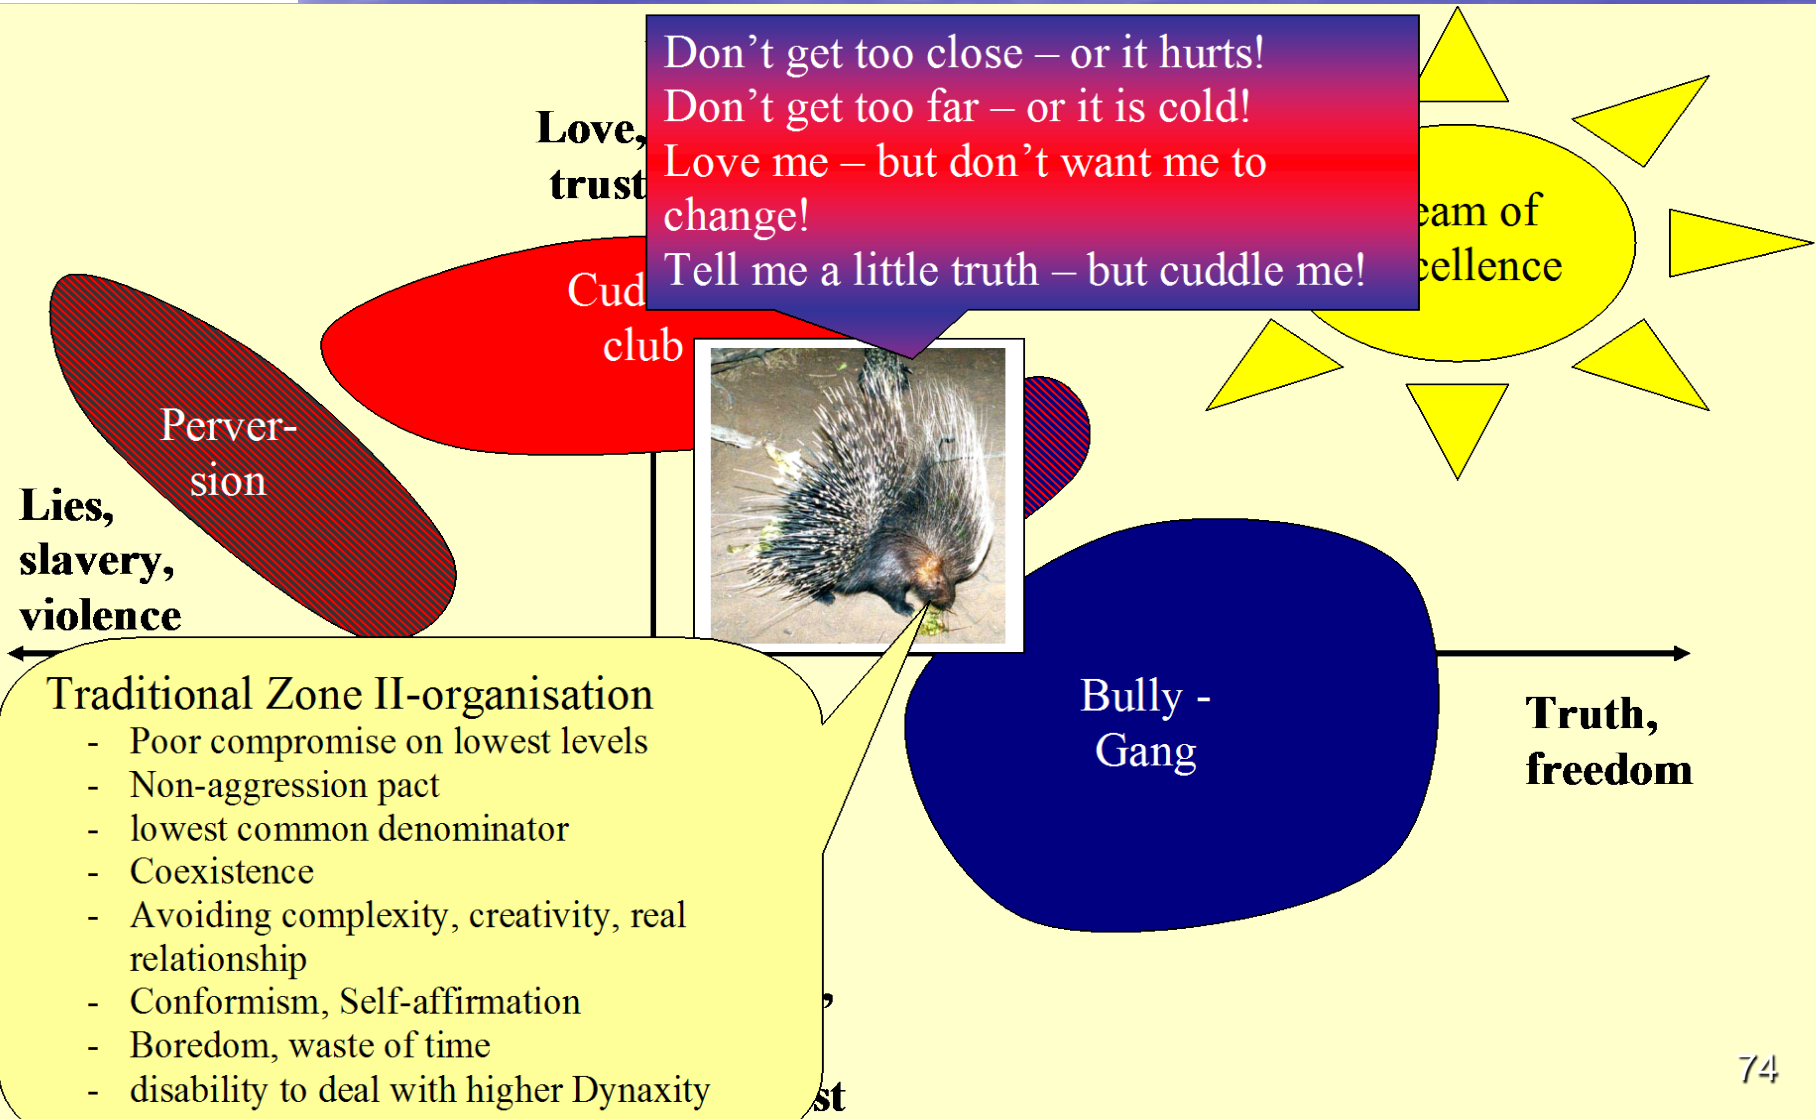 Don’t get too close – or it hurts!
Don’t get too far – or it is cold!
Love me – but don’t want me to
change!
Tell me a little truth – but cuddle me!
Love,
trust
club
Perver-
sion
Lies,
slavery,
violence
Bully -
Gang
Truth,
freedom
of
Traditional Zone II-organisation
- Poor compromise on lowest levels
- Non-aggression pact
- lowest common denominator
- Coexistence
- Avoiding complexity, creativity, real
relationship
- Conformism, Self-affirmation
- Boredom, waste of time
- disability to deal with higher Dynaxity
74